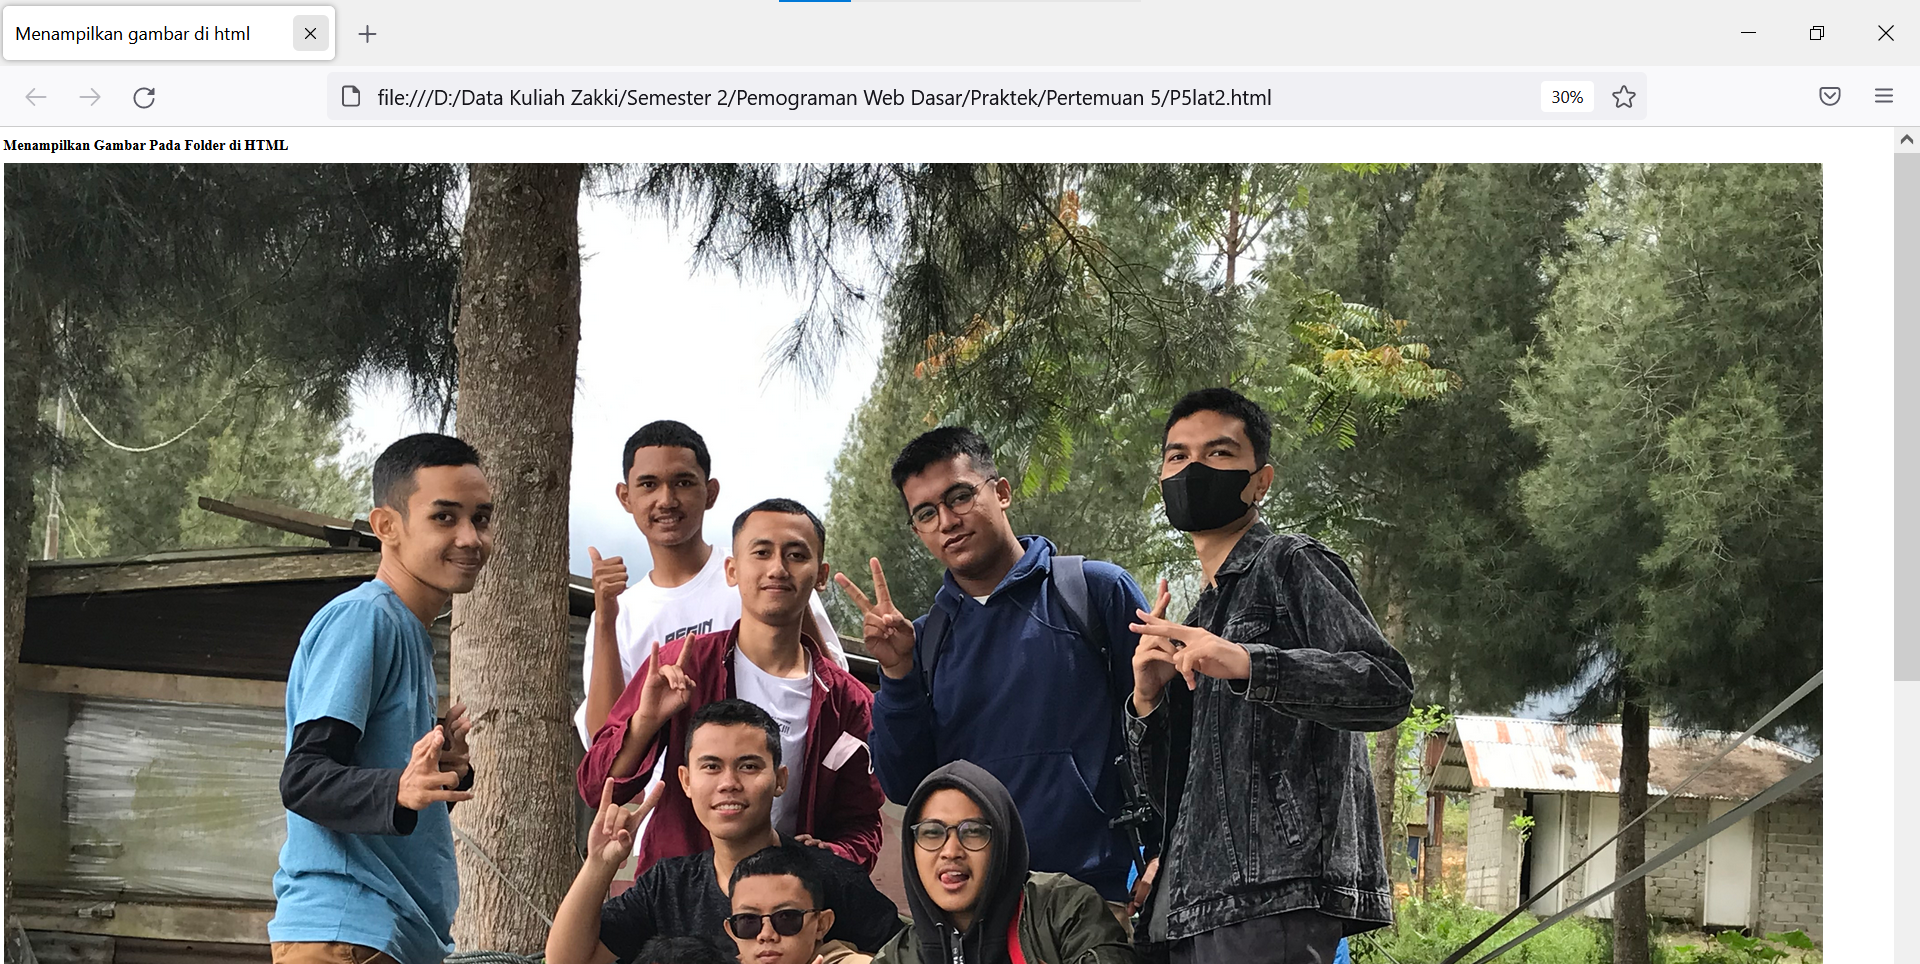 Menampilkan gambar di html
file:///D:/Data Kuliah Zakki/Semester 2/Pemograman Web Dasar/Praktek/Pertemuan 5/P5lat2.html
30%
Menampilkan Gambar Pada Folder di HTML